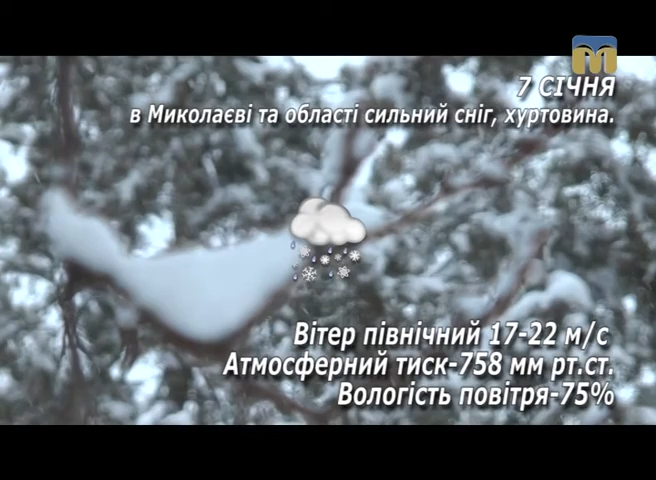 7 СІЧНЯ
в Миколаєві та області сильний сніг, хуртовина.
Вітер північний 17-22 м/с
Атмосферний тиск-758 мм рт.ст.
Вологість повітря-75%